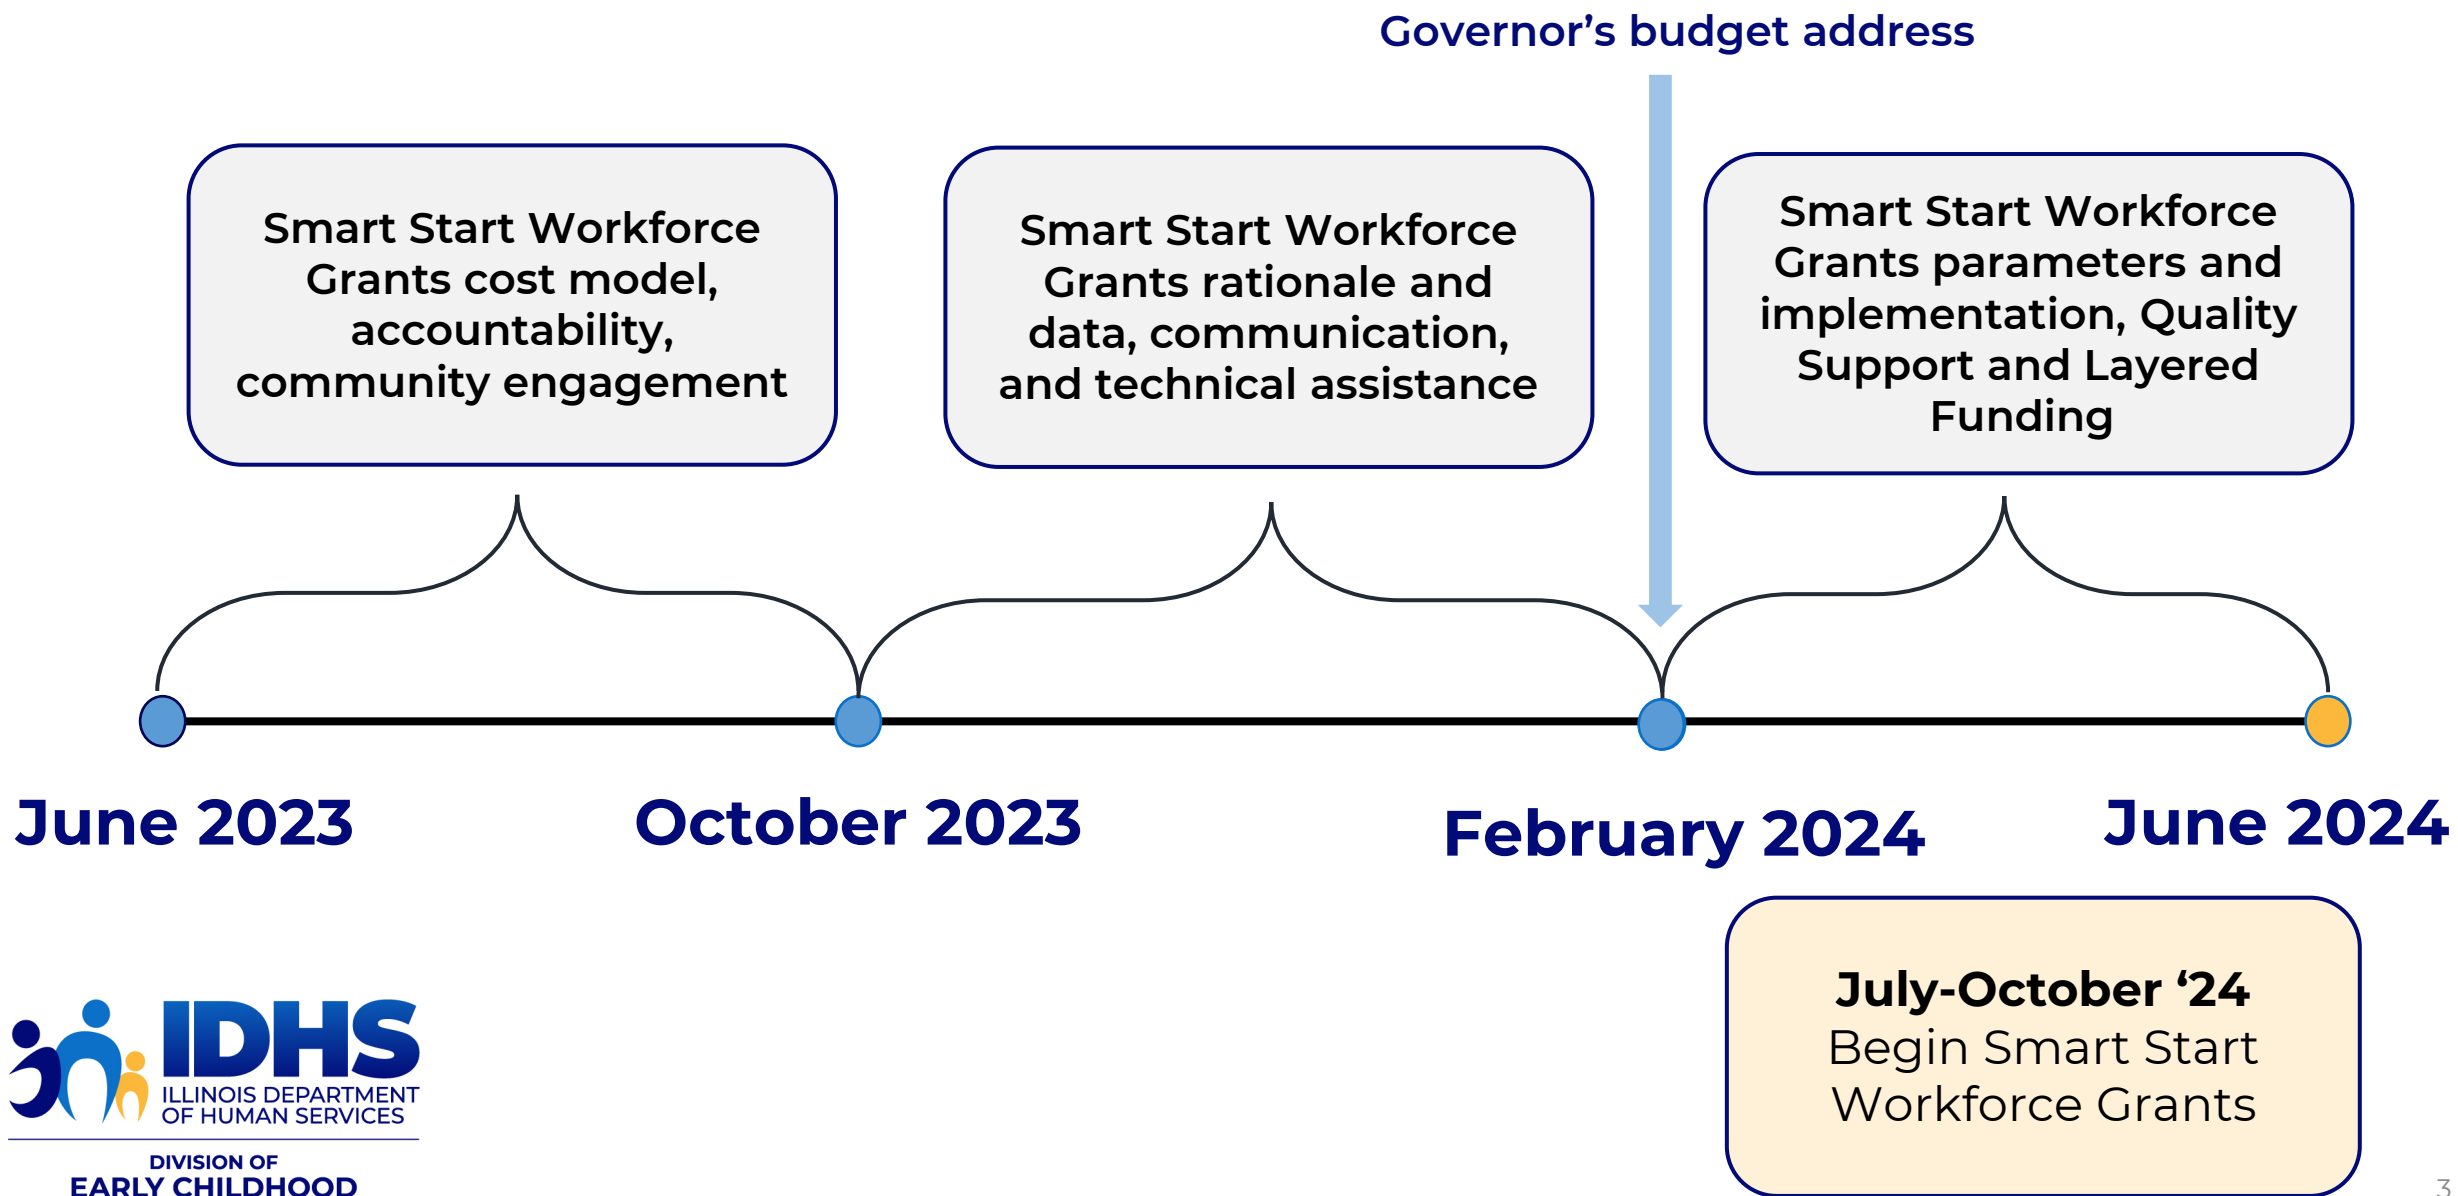 Governor’s budget address
Smart Start Workforce
Grants cost model,
accountability,
community engagement
Smart Start Workforce
Grants rationale and
data, communication,
and technical assistance
Smart Start Workforce
Grants parameters and
implementation, Quality
Support and Layered
Funding
June 2023
October 2023
February 2024
June 2024
July-October ‘24
Begin Smart Start
Workforce Grants
IDHS
ILLINOIS DEPARTMENT
OF HUMAN SERVICES
DIVISION OF
EARLY CHILDHOOD
3